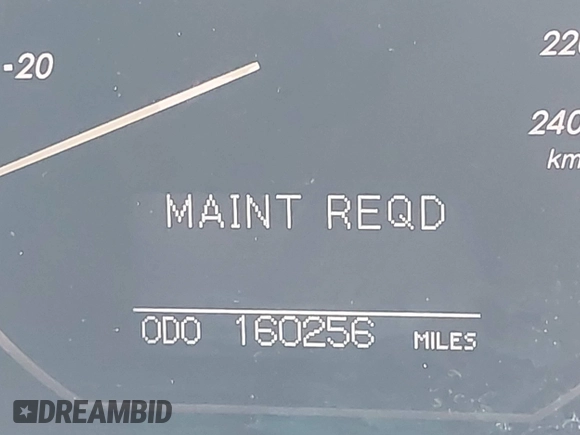 -20
220
240
km
MAINT REQD
ODO 160256 MILES
DREAMBID